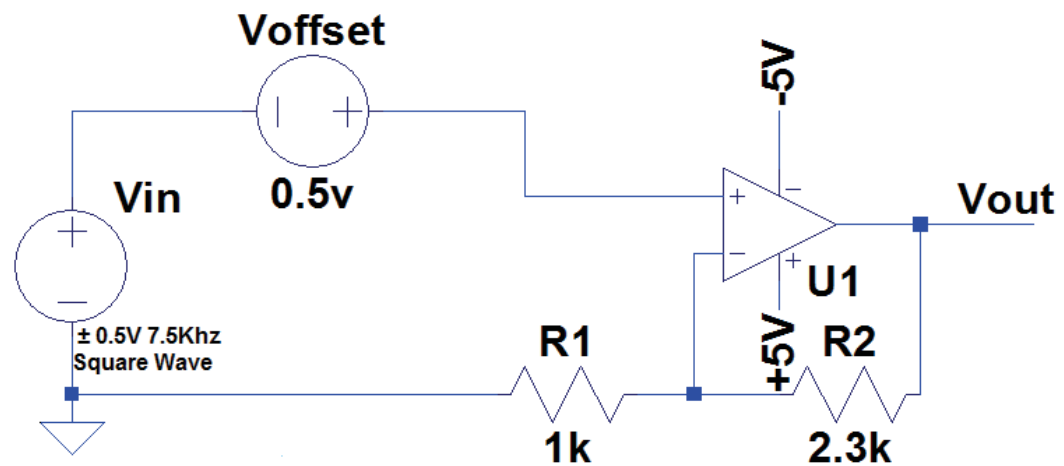 Voffset
0.5v
Vin
± 0.5V 7.5Khz
Square Wave
-5V
+
−
−
+
U1
+5V
Vout
R1
1k
R2
2.3k